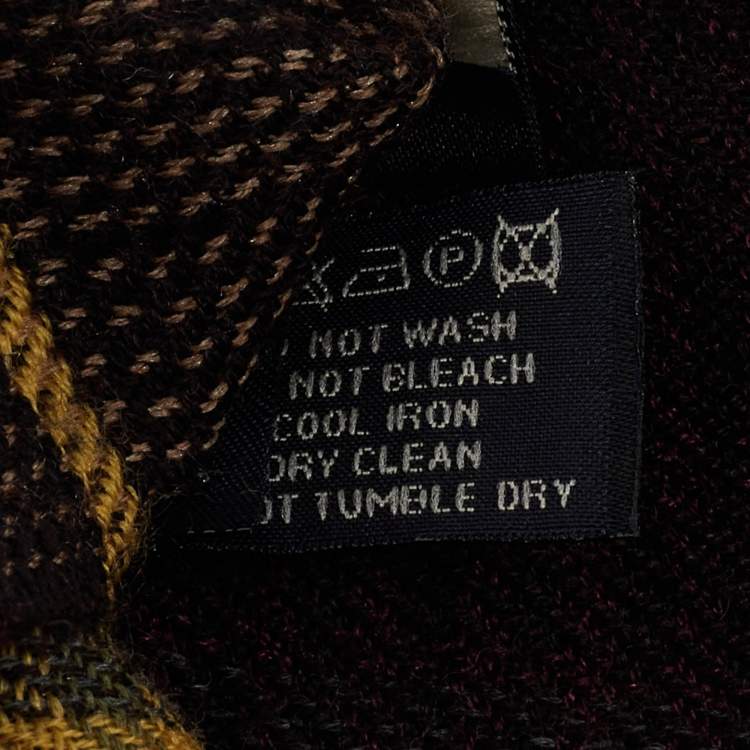 P
NOT WASH
NOT BLEACH
COOL IRON
DRY CLEAN
TUMBLE DRY